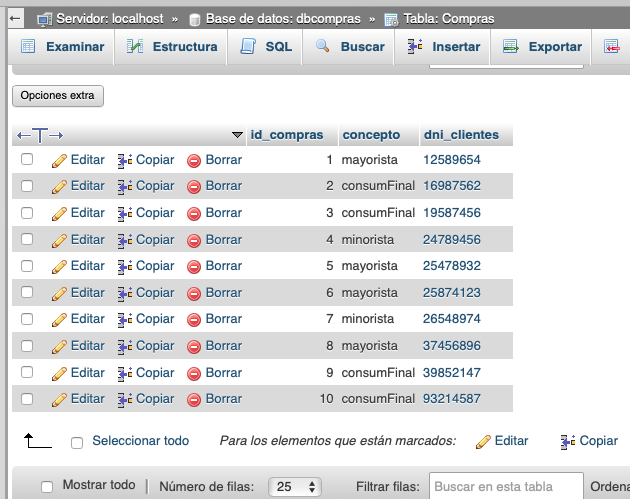 Servidor: localhost » Base de datos: dbcompras » Tabla: Compras
Examinar Estructura SQL Buscar Insertar Exportar
Opciones extra
id_compras concepto dni_clientes
Editar Copiar Borrar 1 mayorista 12589654
Editar Copiar Borrar 2 consumFinal 16987562
Editar Copiar Borrar 3 consumFinal 19587456
Editar Copiar Borrar 4 minorista 24789456
Editar Copiar Borrar 5 mayorista 25478932
Editar Copiar Borrar 6 mayorista 25874123
Editar Copiar Borrar 7 minorista 26548974
Editar Copiar Borrar 8 mayorista 37456896
Editar Copiar Borrar 9 consumFinal 39852147
Editar Copiar Borrar 10 consumFinal 93214587
Seleccionar todo Para los elementos que están marcados: Editar Copiar
Mostrar todo | Número de filas: 25 Filtrar filas: Buscar en esta tabla Ordena